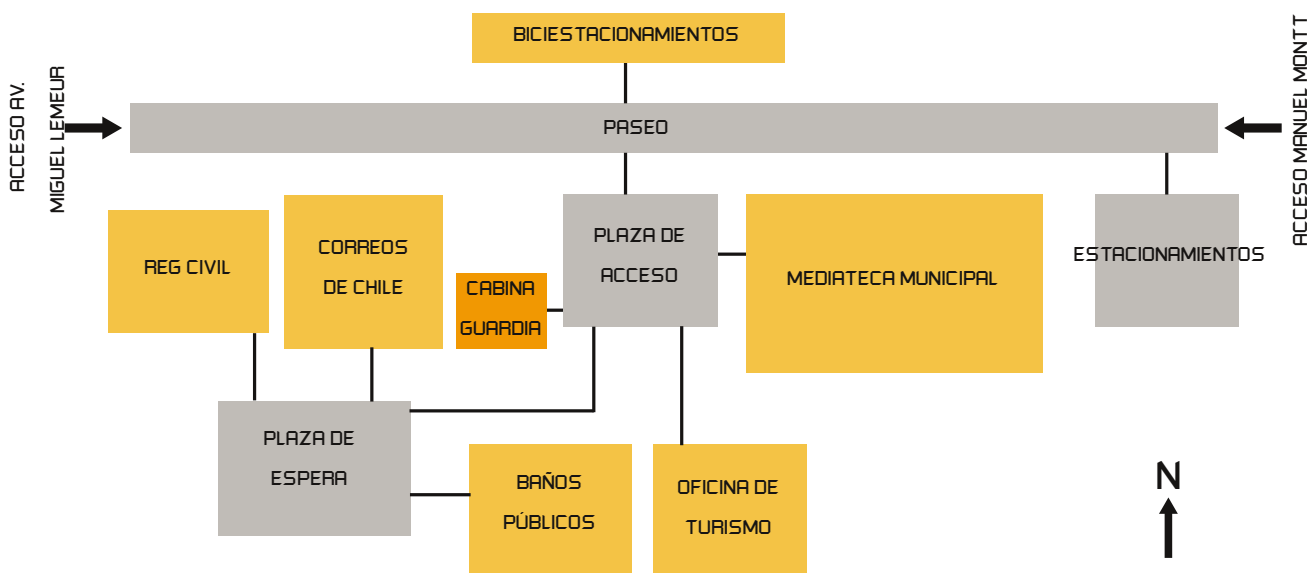 BICIESTACIONAMIENTOS
ACCESO AV.
MIGUEL LEMEUR
PASEO
ACCESO MANUEL MONTT
REG CIVIL
CORREOS
DE CHILE
CABINA
GUARDIA
PLAZA DE
ACCESO
MEDIATECA MUNICIPAL
ESTACIONAMIENTOS
PLAZA DE
ESPERA
BAÑOS
PÚBLICOS
OFICINA DE
TURISMO
N